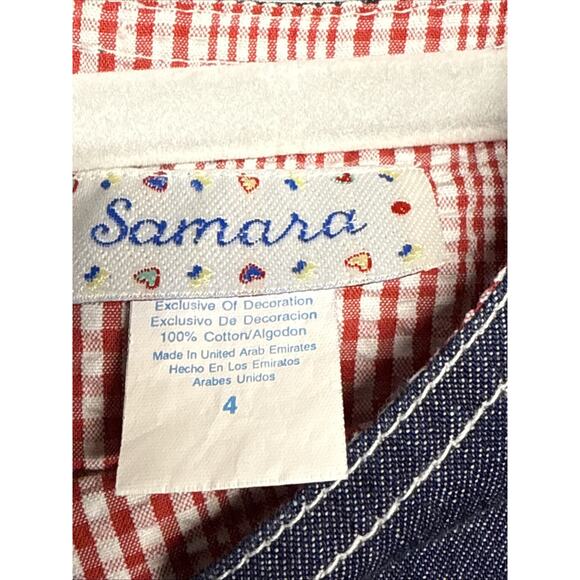 Samara
Exclusive Of Decoration
Exclusivo De Decoracion
100% Cotton/Algodon
Made In United Arab Emirates
Hecho En Los Emiratos
Arabes Unidos
4